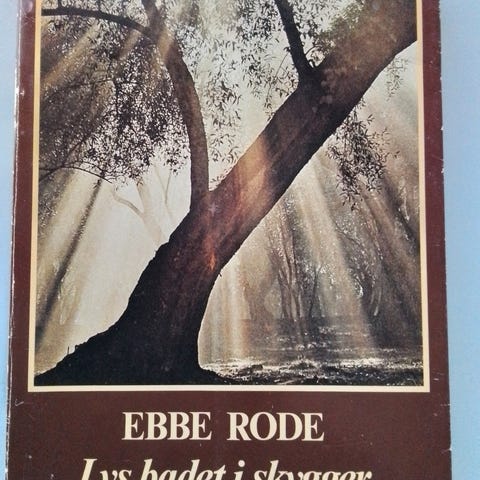 EBBE RODE
Lys badet i skygger